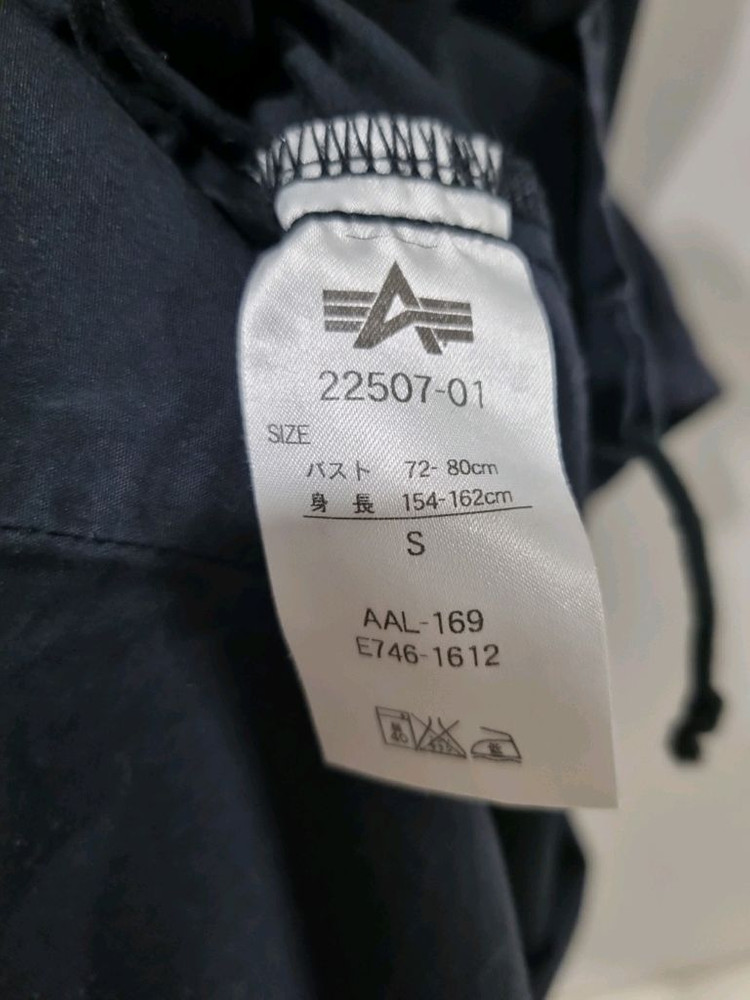 22507-01
SIZE
バスト 72-80cm
身 長 154-162cm
S
AAL-169
E746-1612